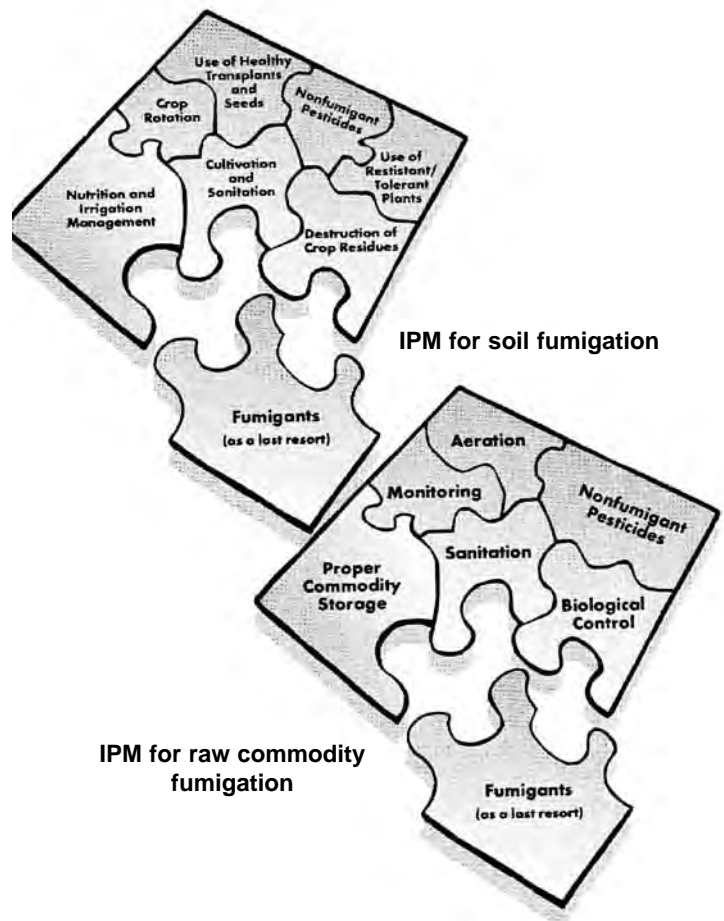 Use of Healthy
Transplants
and
Seeds
Nonfumigant
Pesticides
Crop
Rotation
Cultivation
and
Sanitation
Use of
Restistant/
Tolerant
Plants
Nutrition and
Irrigation
Management
Destruction of
Crop Residues
IPM for soil fumigation
Fumigants
(as a last resort)
Aeration
Monitoring
Nonfumigant
Pesticides
Sanitation
Proper
Commodity
Storage
Biological
Control
IPM for raw commodity
fumigation
Fumigants
(as a last resort)